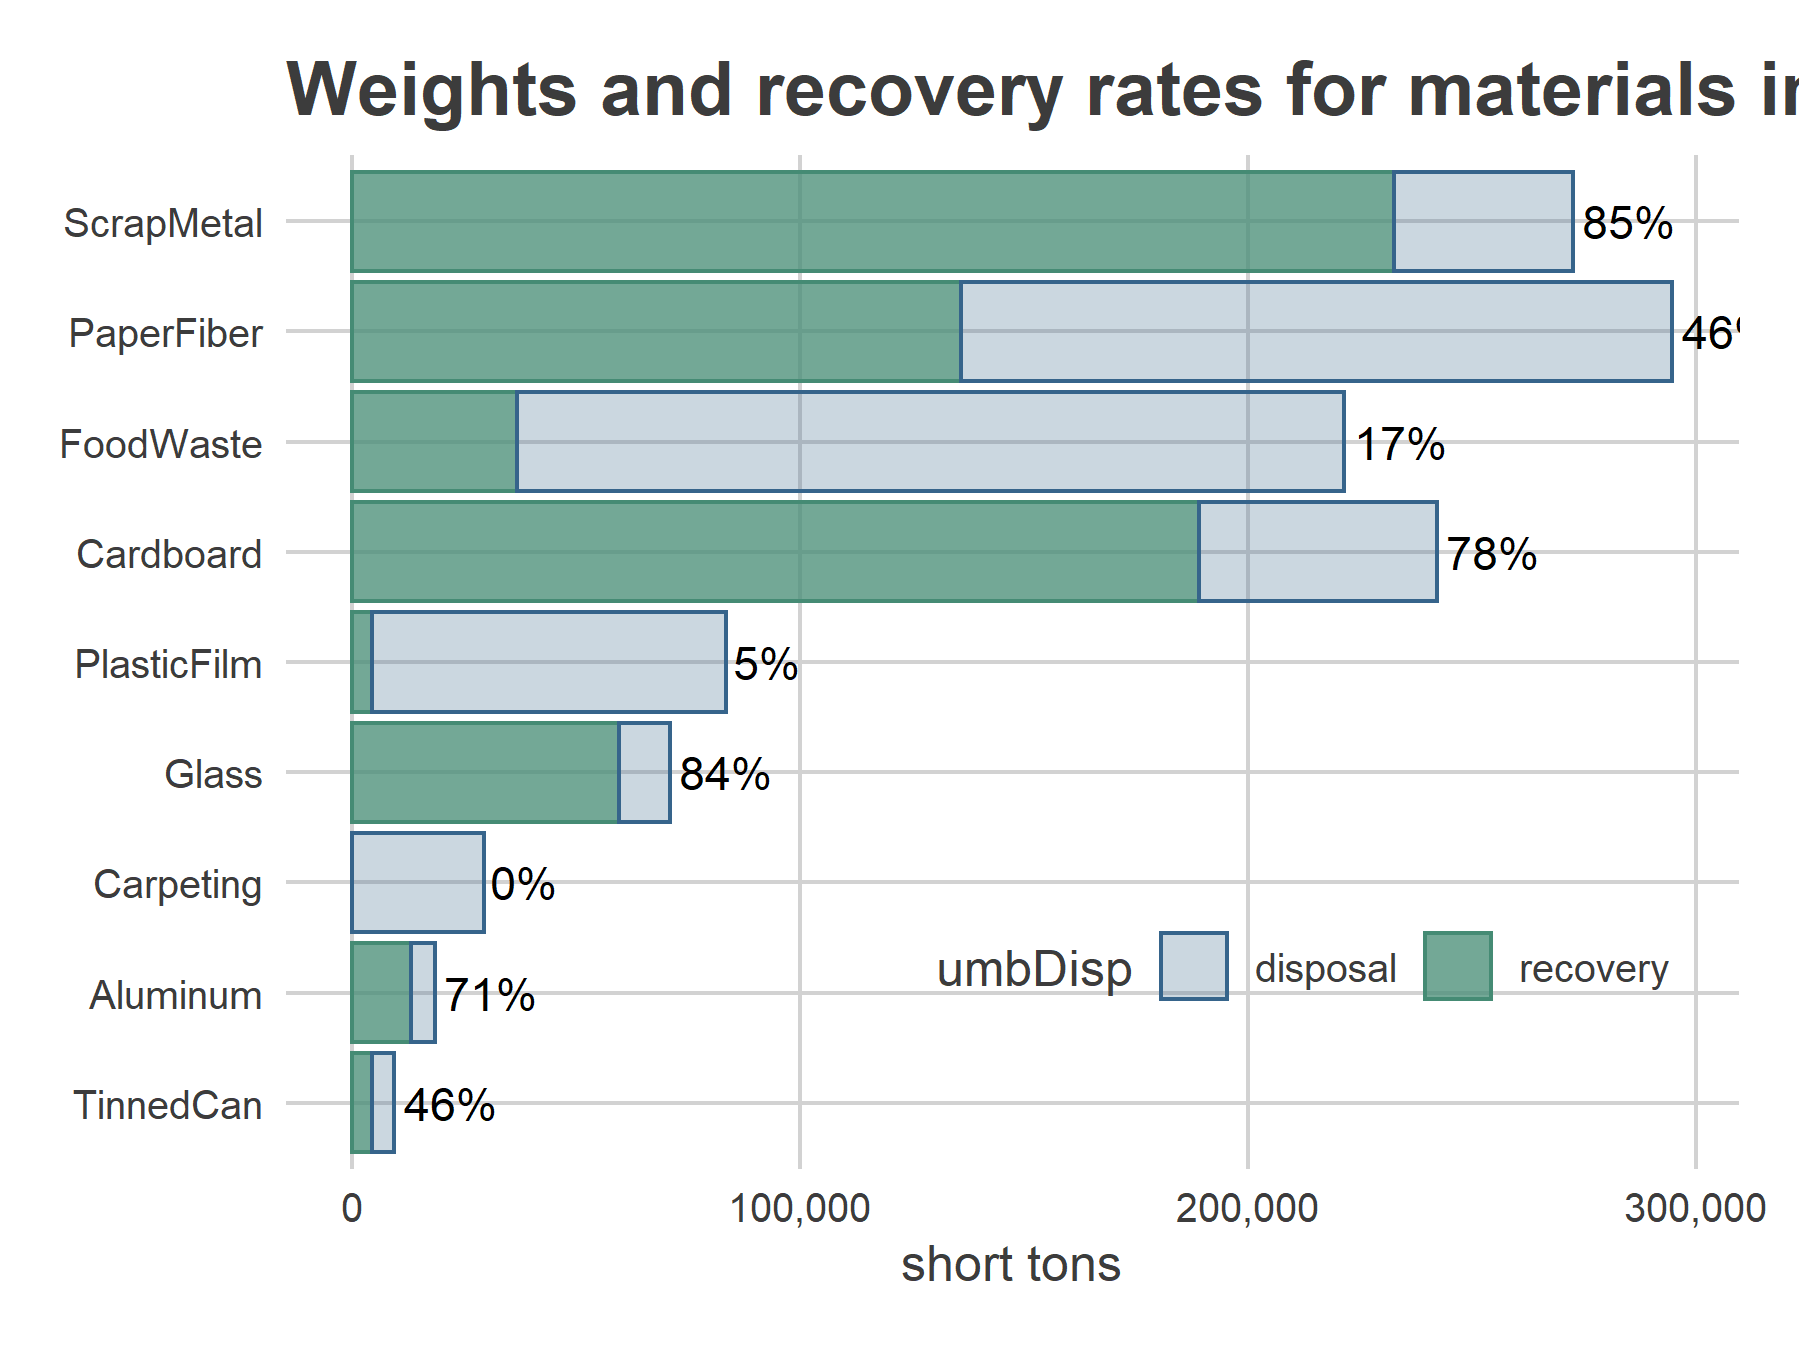 Weights and recovery rates for materials in
ScrapMetal 85%
PaperFiber 46%
FoodWaste 17%
Cardboard 78%
PlasticFilm 5%
Glass 84%
Carpeting 0%
Aluminum 71%
umbDisp disposal recovery
TinnedCan 46%
0 100,000 200,000 300,000
short tons